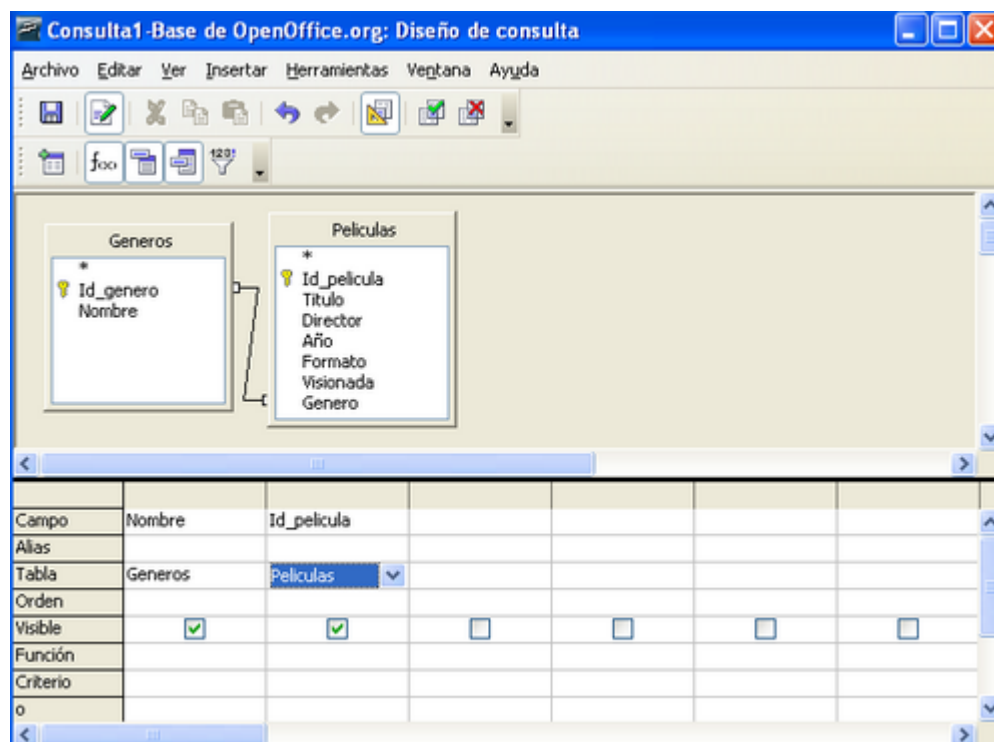 Consulta1-Base de OpenOffice.org: Diseño de consulta
Archivo Editar Ver Insertar Herramientas Ventana Ayuda
f(x)
123!
Generos
*
Id_genero
Nombre
Peliculas
*
Id_pelicula
Titulo
Director
Año
Formato
Visionada
Genero
Campo Nombre Id_pelicula
Alias
Tabla Generos Peliculas
Orden
Visible
Función
Criterio
o